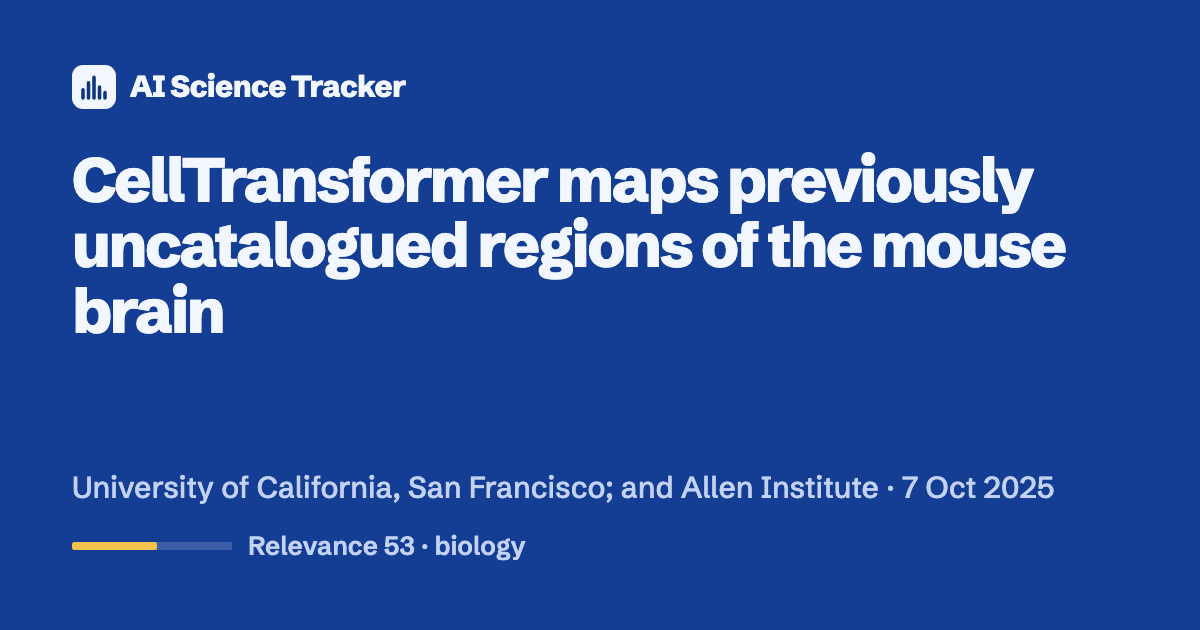 AI Science Tracker
CellTransformer maps previously
uncatalogued regions of the mouse
brain
University of California, San Francisco; and Allen Institute · 7 Oct 2025
Relevance 53 · biology